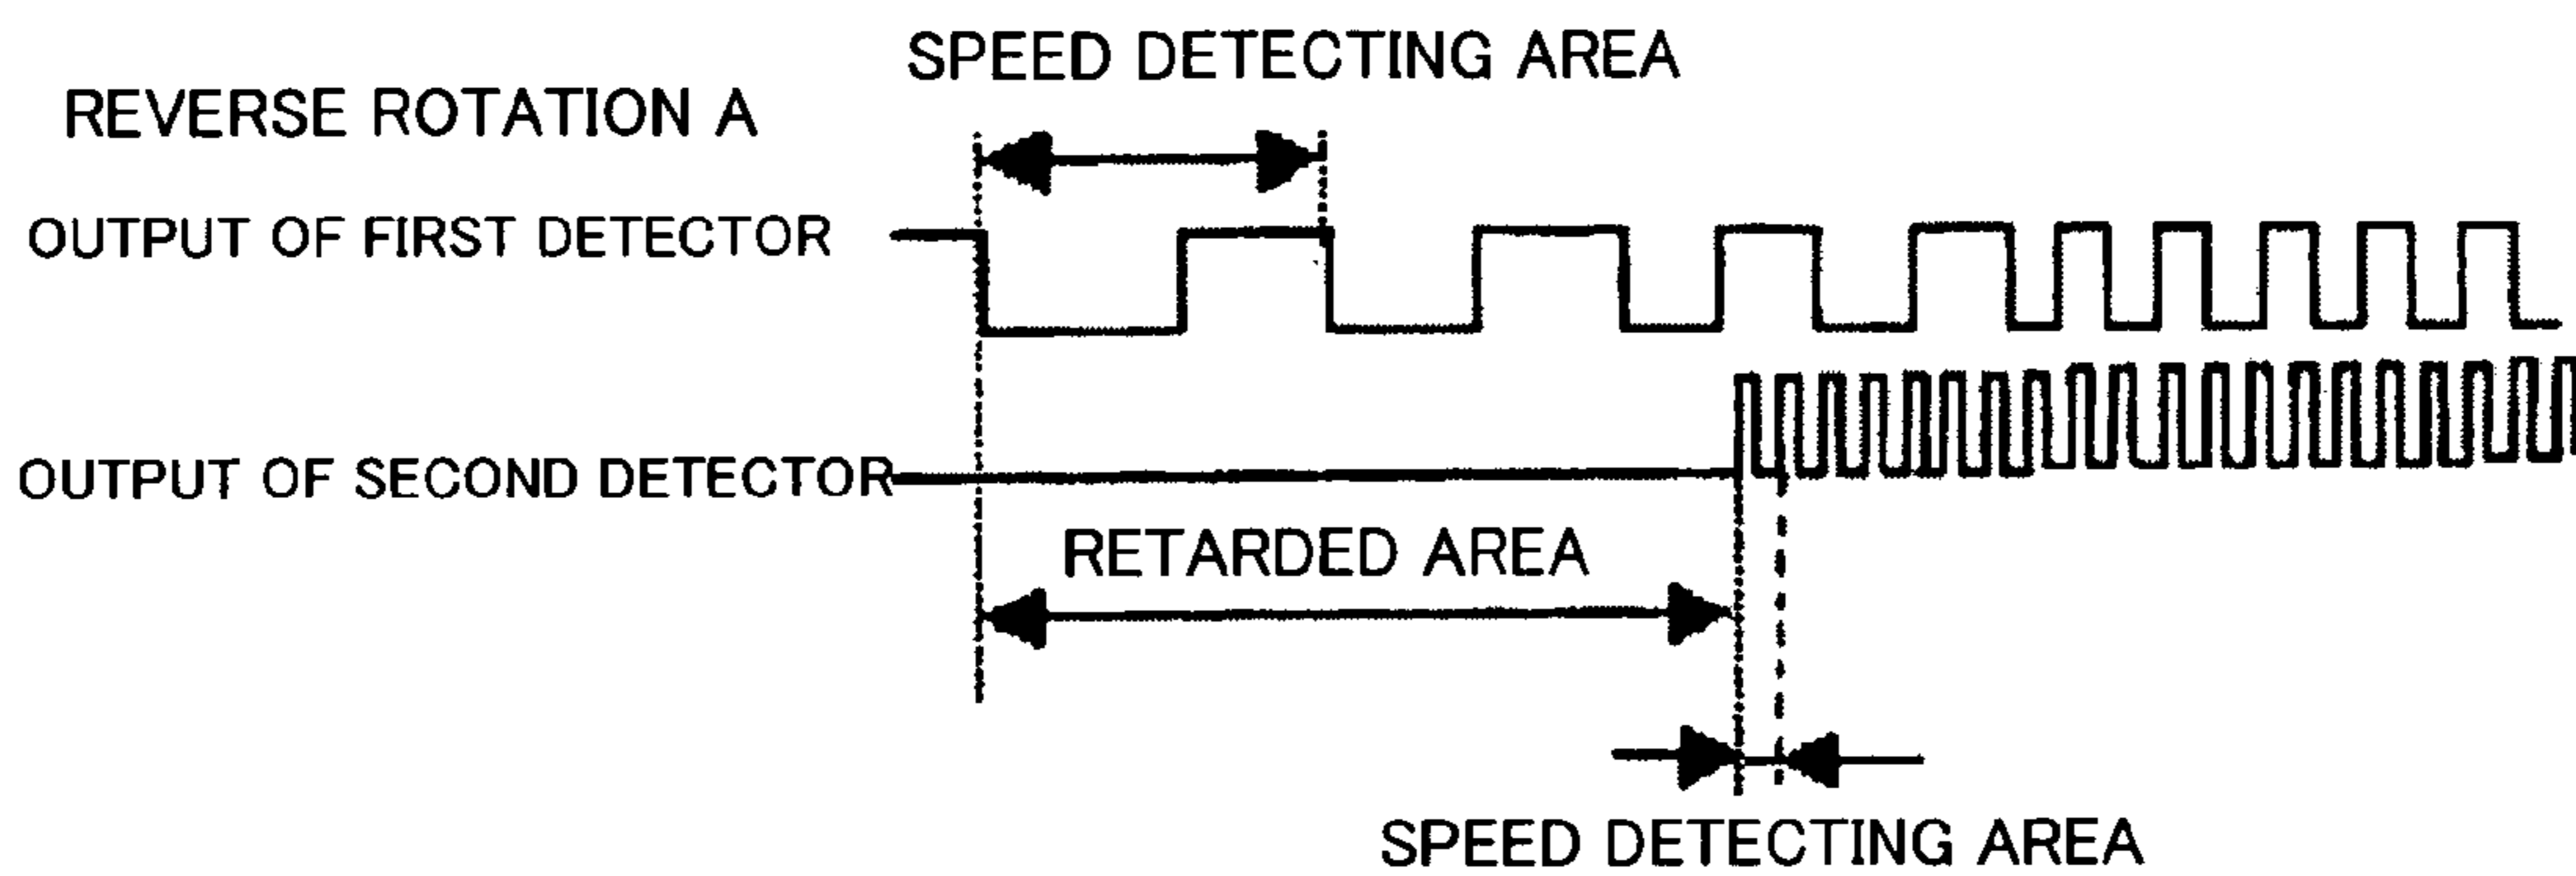 SPEED DETECTING AREA
REVERSE ROTATION A
OUTPUT OF FIRST DETECTOR
OUTPUT OF SECOND DETECTOR
RETARDED AREA
SPEED DETECTING AREA